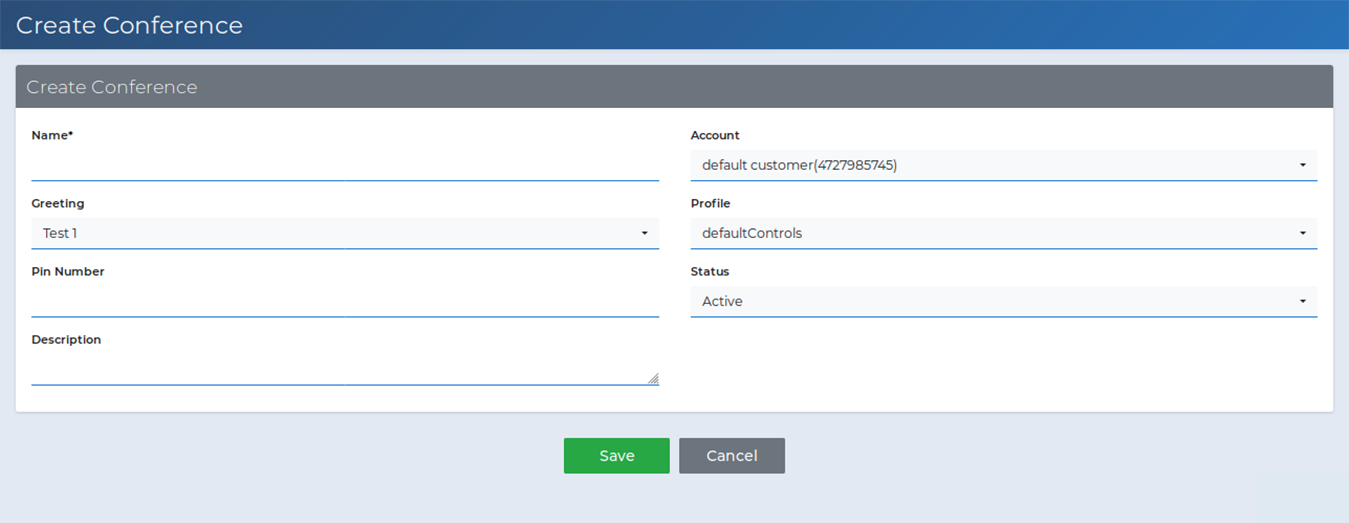 Create Conference
Create Conference
Name*
Account
default customer(4727985745)
Greeting
Profile
Test 1
defaultControls
Pin Number
Status
Active
Description
Save
Cancel